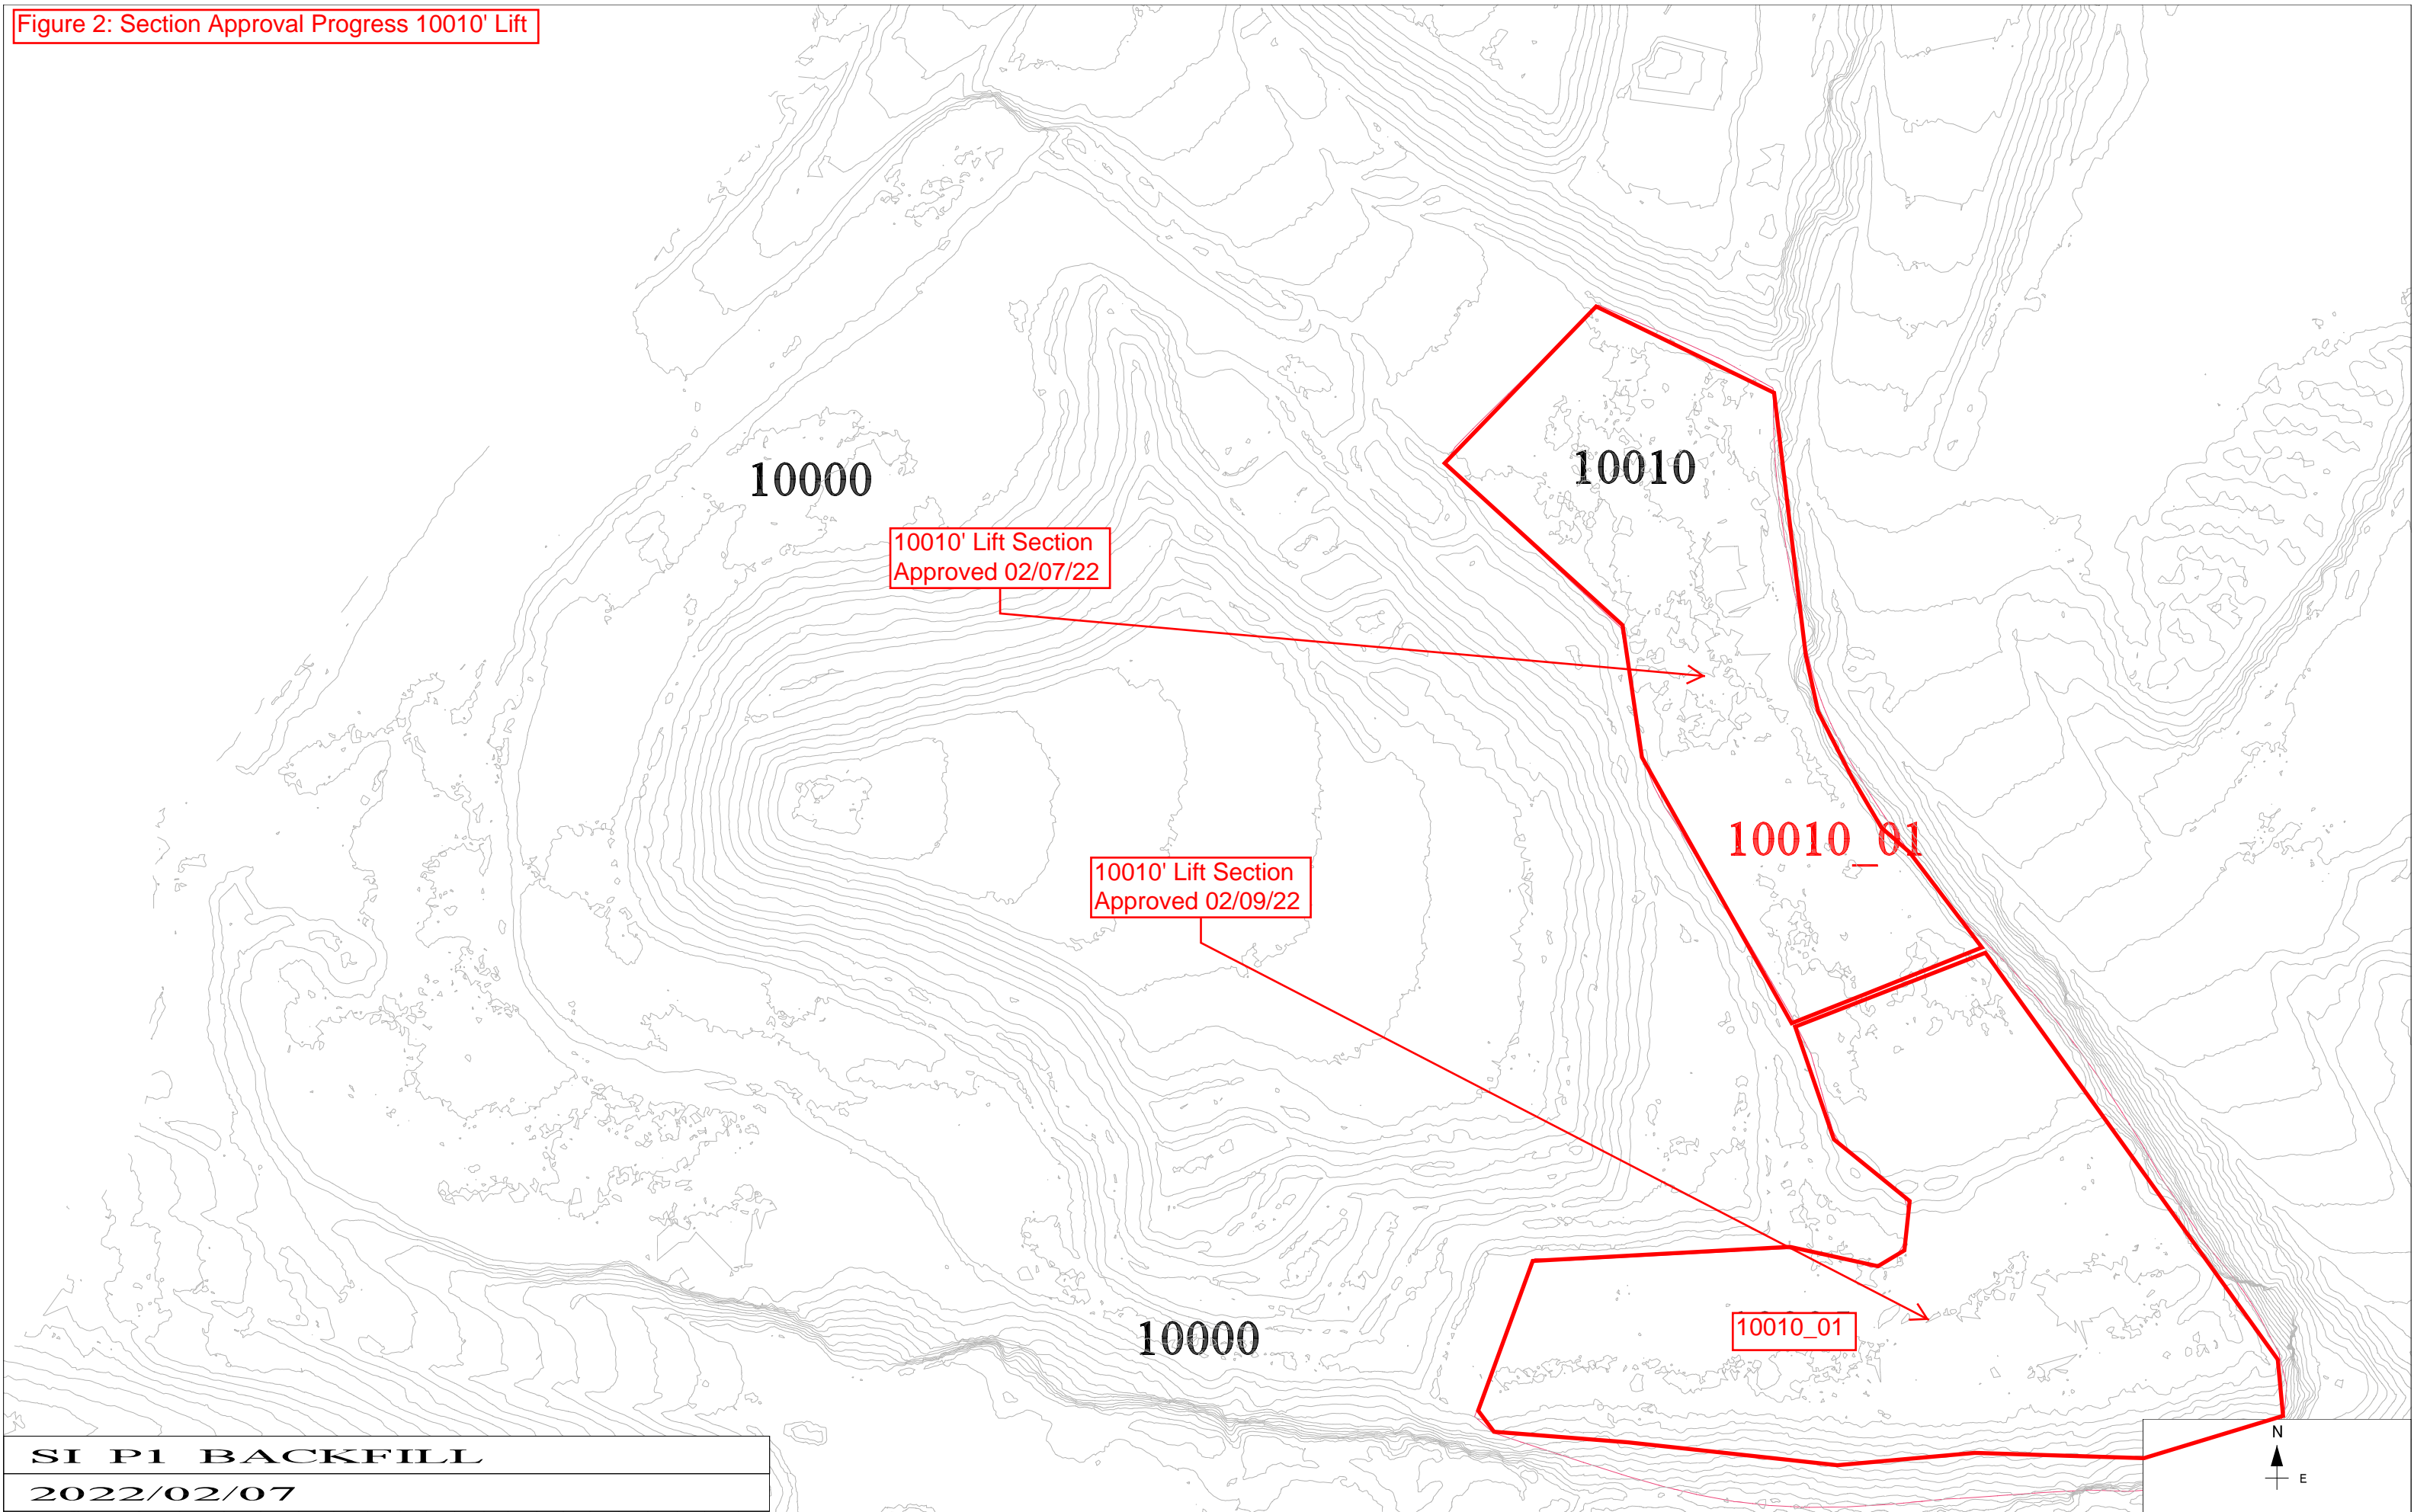 Figure 2: Section Approval Progress 10010' Lift
10000
10010
10010' Lift Section
Approved 02/07/22
10010_01
10010' Lift Section
Approved 02/09/22
10010_01
10000
SI P1 BACKFILL
2022/02/07
N
E